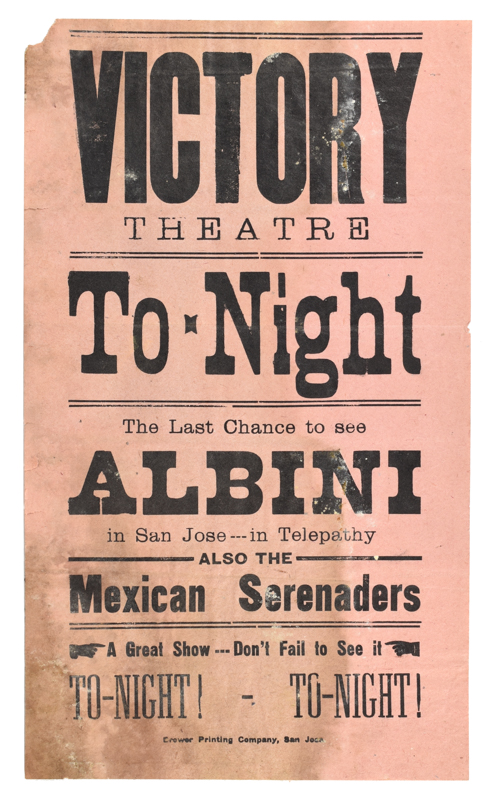 VICTORY
THEATRE
To-Night
The Last Chance to see
ALBINI
in San Jose---in Telepathy
ALSO THE
Mexican Serenaders
A Great Show---Don't Fail to See it
TO-NIGHT! - TO-NIGHT!
Brower Printing Company, San Jose